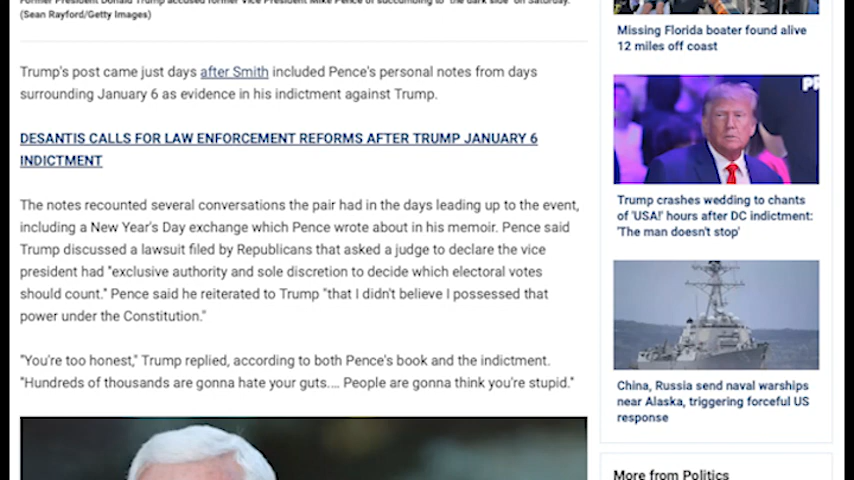 Former President Donald Trump accused former Vice President Mike Pence of succumbing to "the dark side" on Saturday.
(Sean Rayford/Getty Images)
Trump's post came just days after Smith included Pence's personal notes from days
surrounding January 6 as evidence in his indictment against Trump.
DESANTIS CALLS FOR LAW ENFORCEMENT REFORMS AFTER TRUMP JANUARY 6
INDICTMENT
The notes recounted several conversations the pair had in the days leading up to the event,
including a New Year's Day exchange which Pence wrote about in his memoir. Pence said
Trump discussed a lawsuit filed by Republicans that asked a judge to declare the vice
president had "exclusive authority and sole discretion to decide which electoral votes
should count." Pence said he reiterated to Trump "that I didn't believe I possessed that
power under the Constitution."
"You're too honest," Trump replied, according to both Pence's book and the indictment.
"Hundreds of thousands are gonna hate your guts.... People are gonna think you're stupid."
Missing Florida boater found alive
12 miles off coast
Trump crashes wedding to chants
of 'USA!' hours after DC indictment:
'The man doesn't stop'
China, Russia send naval warships
near Alaska, triggering forceful US
response
More from Politics